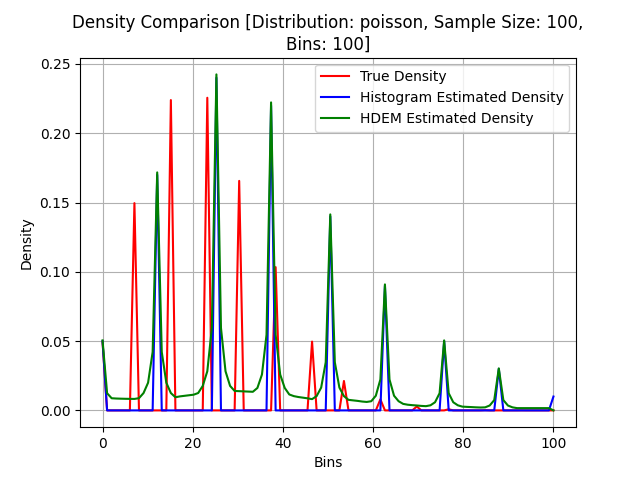 Density Comparison [Distribution: poisson, Sample Size: 100,
Bins: 100]
True Density
Histogram Estimated Density
HDEM Estimated Density
Density
0.25
0.20
0.15
0.10
0.05
0.00
0 20 40 60 80 100
Bins